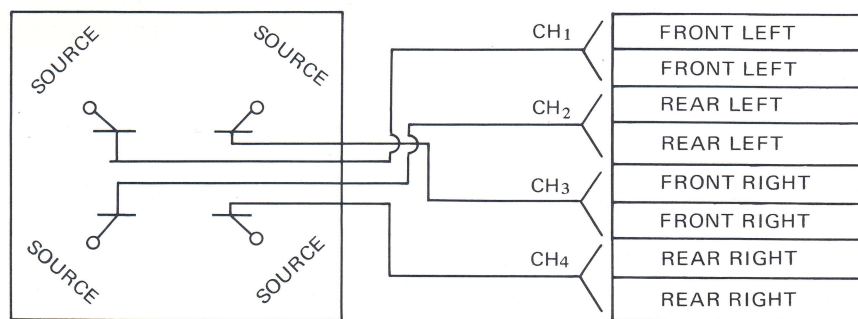 SOURCE
SOURCE
SOURCE
SOURCE
CH1
FRONT LEFT
FRONT LEFT
CH2
REAR LEFT
REAR LEFT
CH3
FRONT RIGHT
FRONT RIGHT
CH4
REAR RIGHT
REAR RIGHT